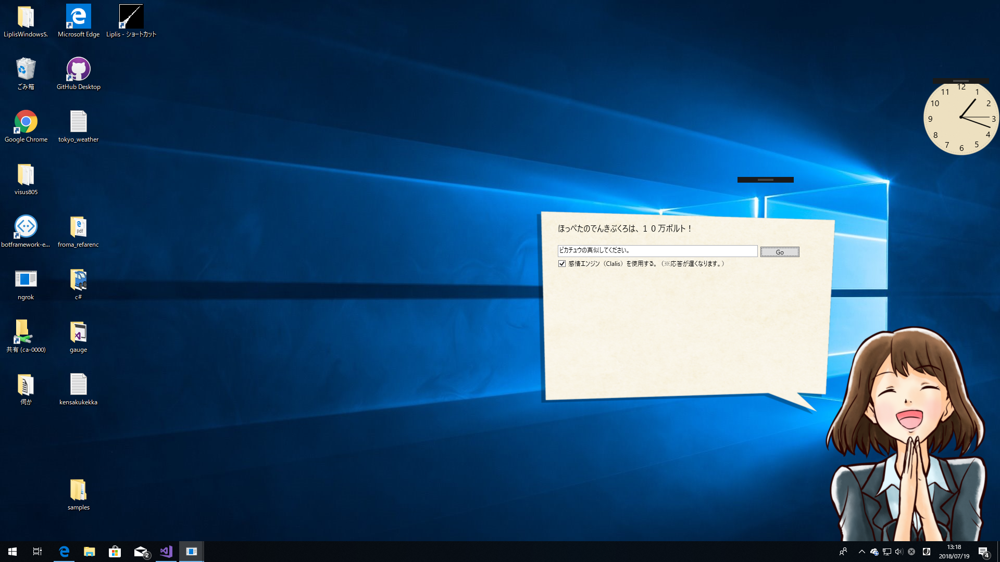 LiplisWindows5.
Microsoft Edge
Liplis - ショートカット
ごみ箱
GitHub Desktop
Google Chrome
tokyo_weather
visus805
botframework-e...
pdf
froma_refarenc
ngrok
c#
共有 (ca-0000)
gauge
伺か
kensakukekka
samples
12
1
2
3
4
5
6
7
8
9
10
11
ほっぺたのでんきぶくろは、１０万ボルト！
ピカチュウの真似してください。
Go
感情エンジン（Clalis）を使用する。（※応答が遅くなります。）
2
13:18
2018/07/19
4